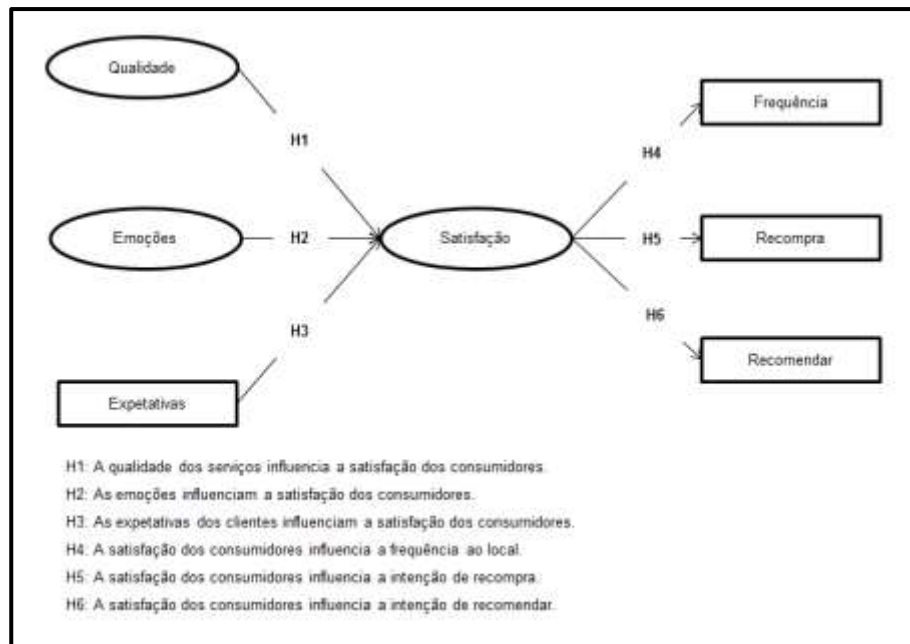 Qualidade
Frequência
H1
H4
Emoções
H2
Satisfação
H5
Recompra
H3
H6
Recomendar
Expetativas
H1: A qualidade dos serviços influencia a satisfação dos consumidores.
H2: As emoções influenciam a satisfação dos consumidores.
H3: As expetativas dos clientes influenciam a satisfação dos consumidores.
H4: A satisfação dos consumidores influencia a frequência ao local.
H5: A satisfação dos consumidores influencia a intenção de recompra.
H6: A satisfação dos consumidores influencia a intenção de recomendar.